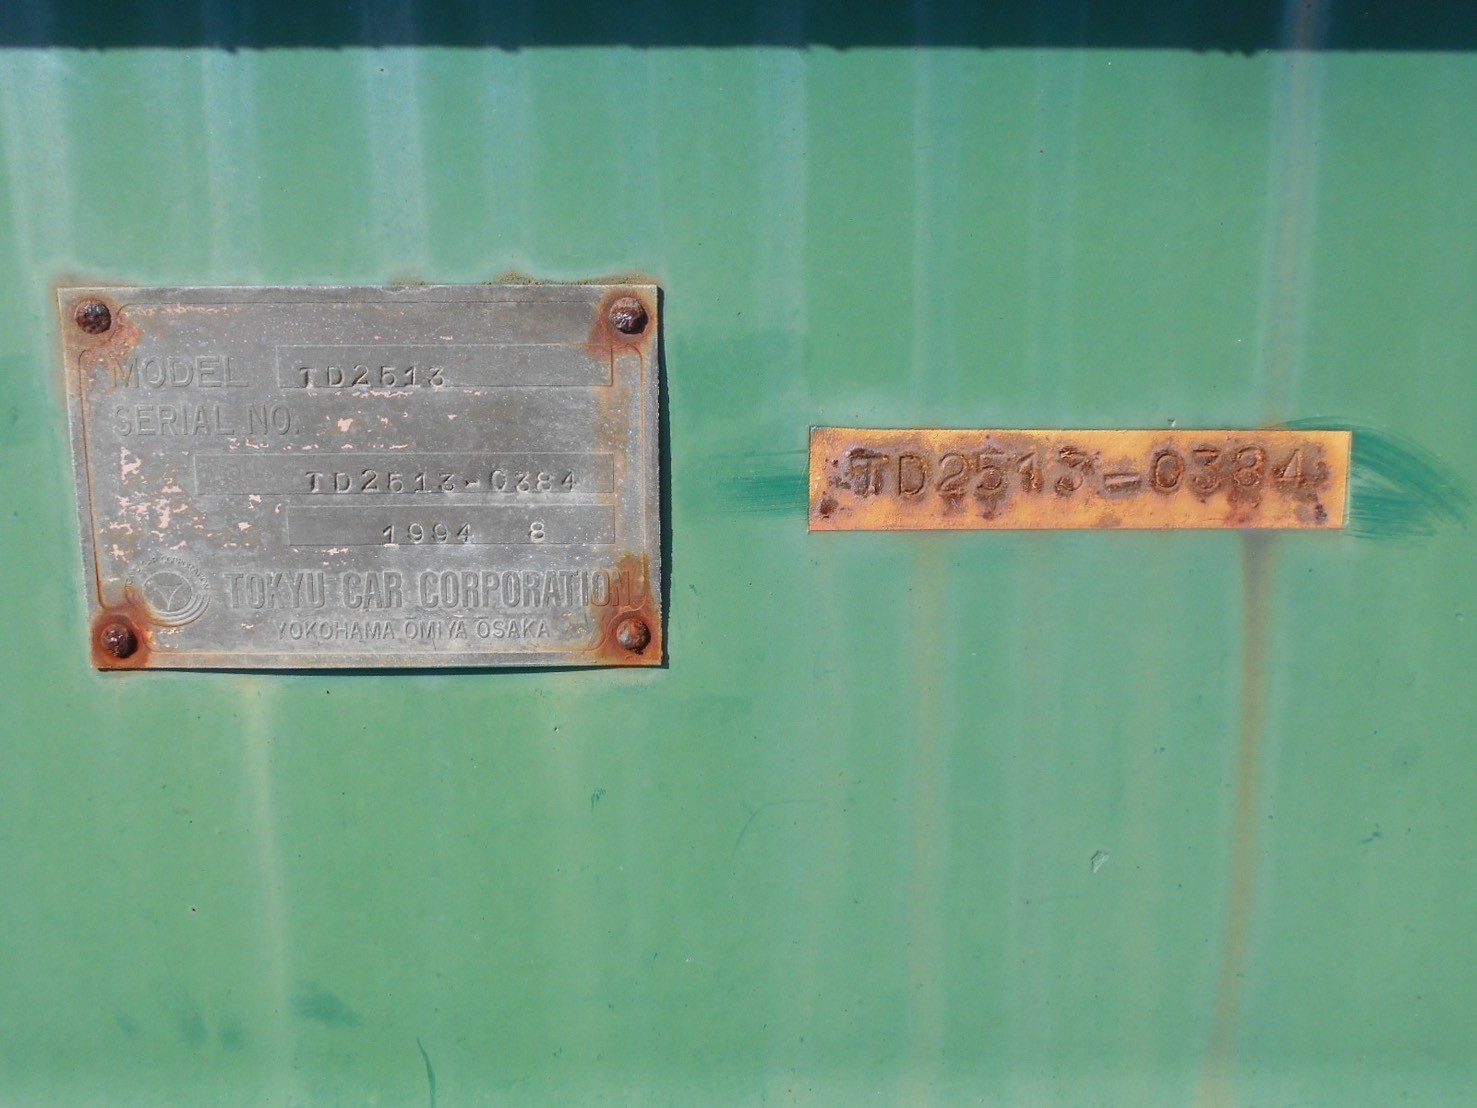 MODEL TD2513
SERIAL NO.
TD2513-0384
1994 8
TOKYU CAR CORPORATION
YOKOHAMA OMIYA OSAKA
TD2513-0384